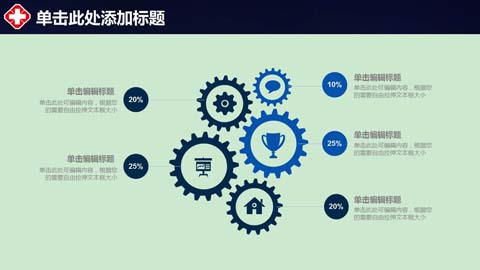 单击此处添加标题
单击编辑标题
单击此处可编辑内容，根据您
的需要自由拉伸文本框大小
20%
单击编辑标题
单击此处可编辑内容，根据您
的需要自由拉伸文本框大小
25%
10%
单击编辑标题
单击此处可编辑内容，根据您
的需要自由拉伸文本框大小
25%
单击编辑标题
单击此处可编辑内容，根据您
的需要自由拉伸文本框大小
20%
单击编辑标题
单击此处可编辑内容，根据您
的需要自由拉伸文本框大小